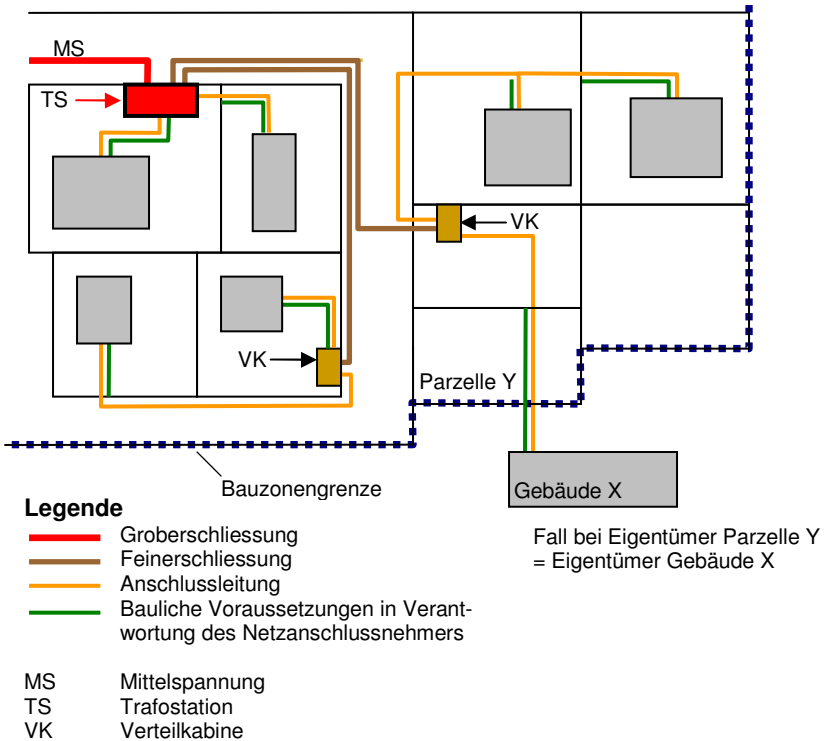 MS
TS
VK
VK
Parzelle Y
Bauzonengrenze
Gebäude X
Legende
Groberschliessung
Feinerschliessung
Anschlussleitung
Bauliche Voraussetzungen in Verant-
wortung des Netzanschlussnehmers
Fall bei Eigentümer Parzelle Y
= Eigentümer Gebäude X
MS Mittelspannung
TS Trafostation
VK Verteilkabine